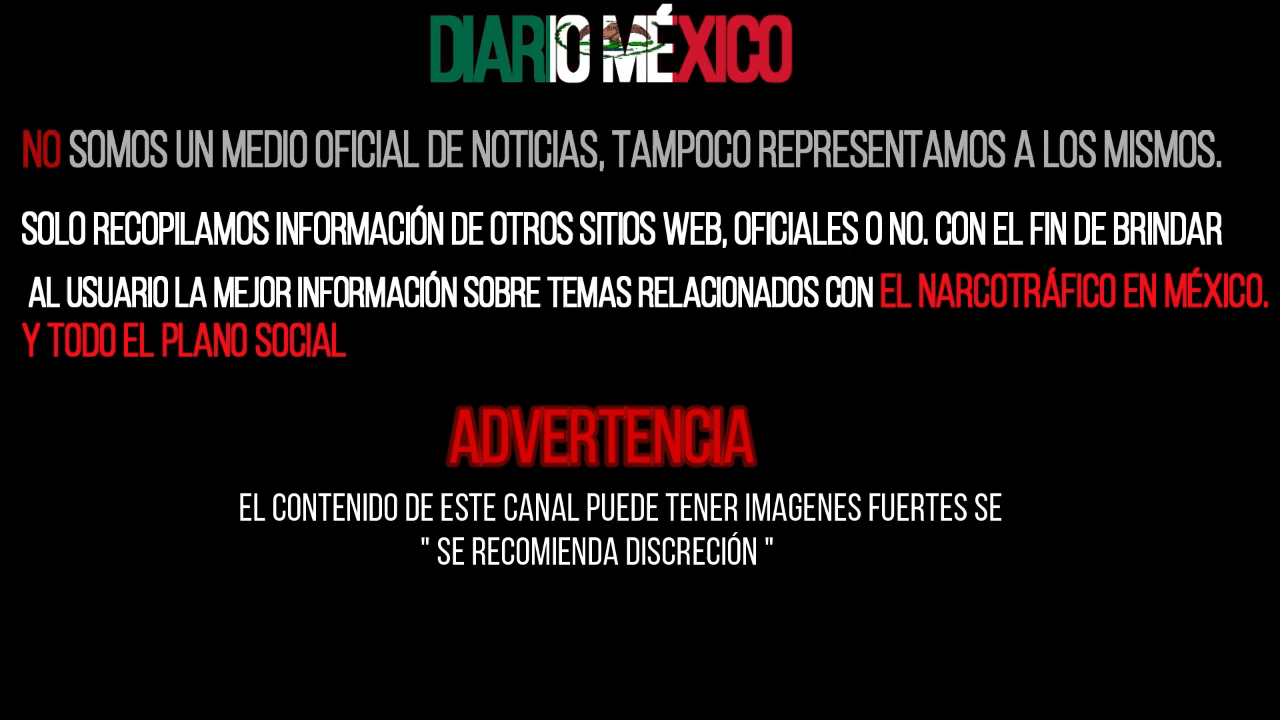 DIARIO MÉXICO
NO SOMOS UN MEDIO OFICIAL DE NOTICIAS, TAMPOCO REPRESENTAMOS A LOS MISMOS.
SOLO RECOPILAMOS INFORMACIÓN DE OTROS SITIOS WEB, OFICIALES O NO. CON EL FIN DE BRINDAR
AL USUARIO LA MEJOR INFORMACIÓN SOBRE TEMAS RELACIONADOS CON EL NARCOTRÁFICO EN MÉXICO.
Y TODO EL PLANO SOCIAL
ADVERTENCIA
EL CONTENIDO DE ESTE CANAL PUEDE TENER IMAGENES FUERTES SE
" SE RECOMIENDA DISCRECIÓN "